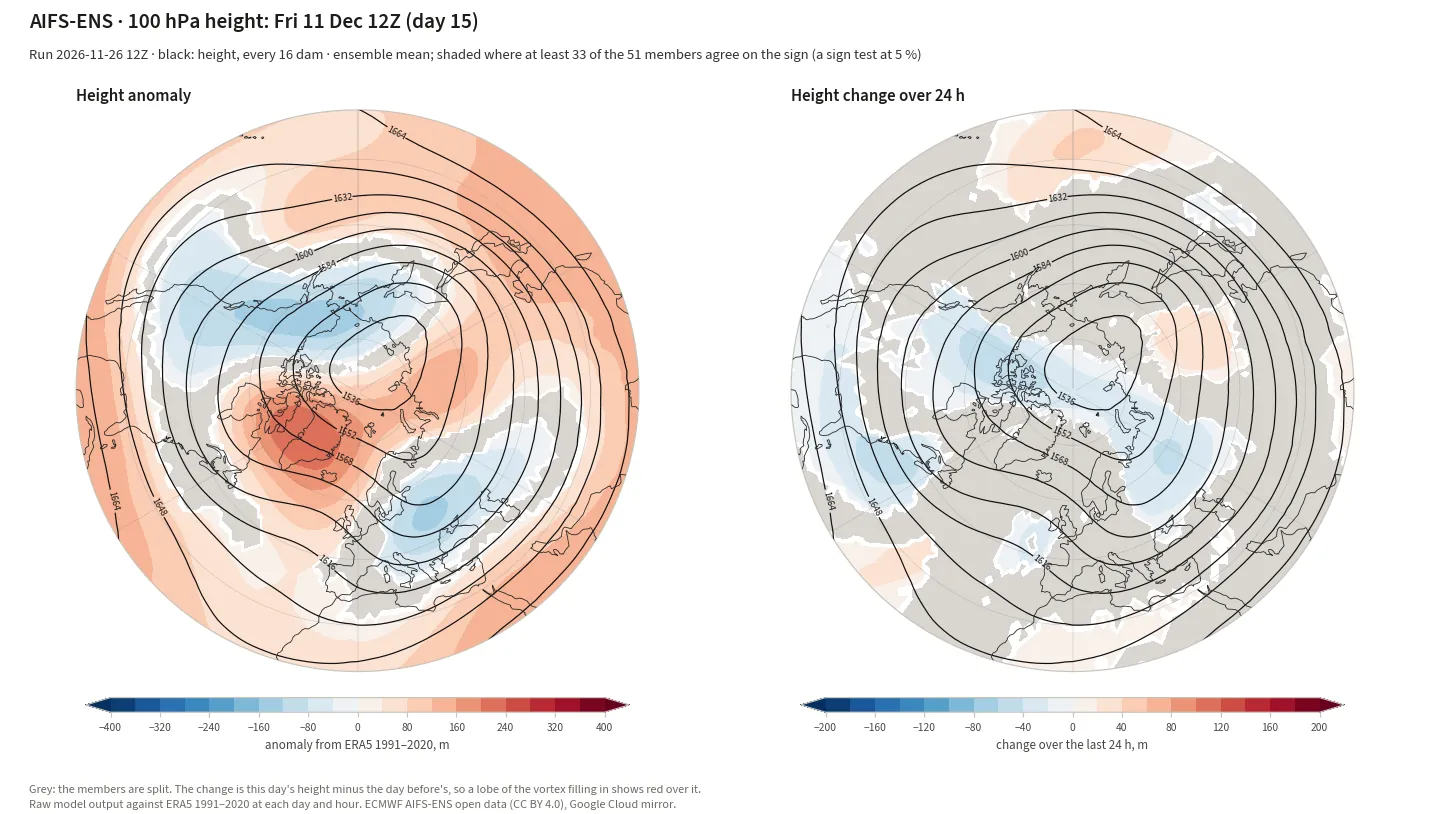 AIFS-ENS · 100 hPa height: Fri 11 Dec 12Z (day 15)
Run 2026-11-26 12Z · black: height, every 16 dam · ensemble mean; shaded where at least 33 of the 51 members agree on the sign (a sign test at 5 %)
Height anomaly
Height change over 24 h
1664
1632
1600
1584
1536
1552
1568
1664
1648
1616
1664
1632
1600
1584
1536
1552
1568
1664
1648
1616
−400 −320 −240 −160 −80 0 80 160 240 320 400
anomaly from ERA5 1991–2020, m
−200 −160 −120 −80 −40 0 40 80 120 160 200
change over the last 24 h, m
Grey: the members are split. The change is this day's height minus the day before's, so a lobe of the vortex filling in shows red over it.
Raw model output against ERA5 1991–2020 at each day and hour. ECMWF AIFS-ENS open data (CC BY 4.0), Google Cloud mirror.